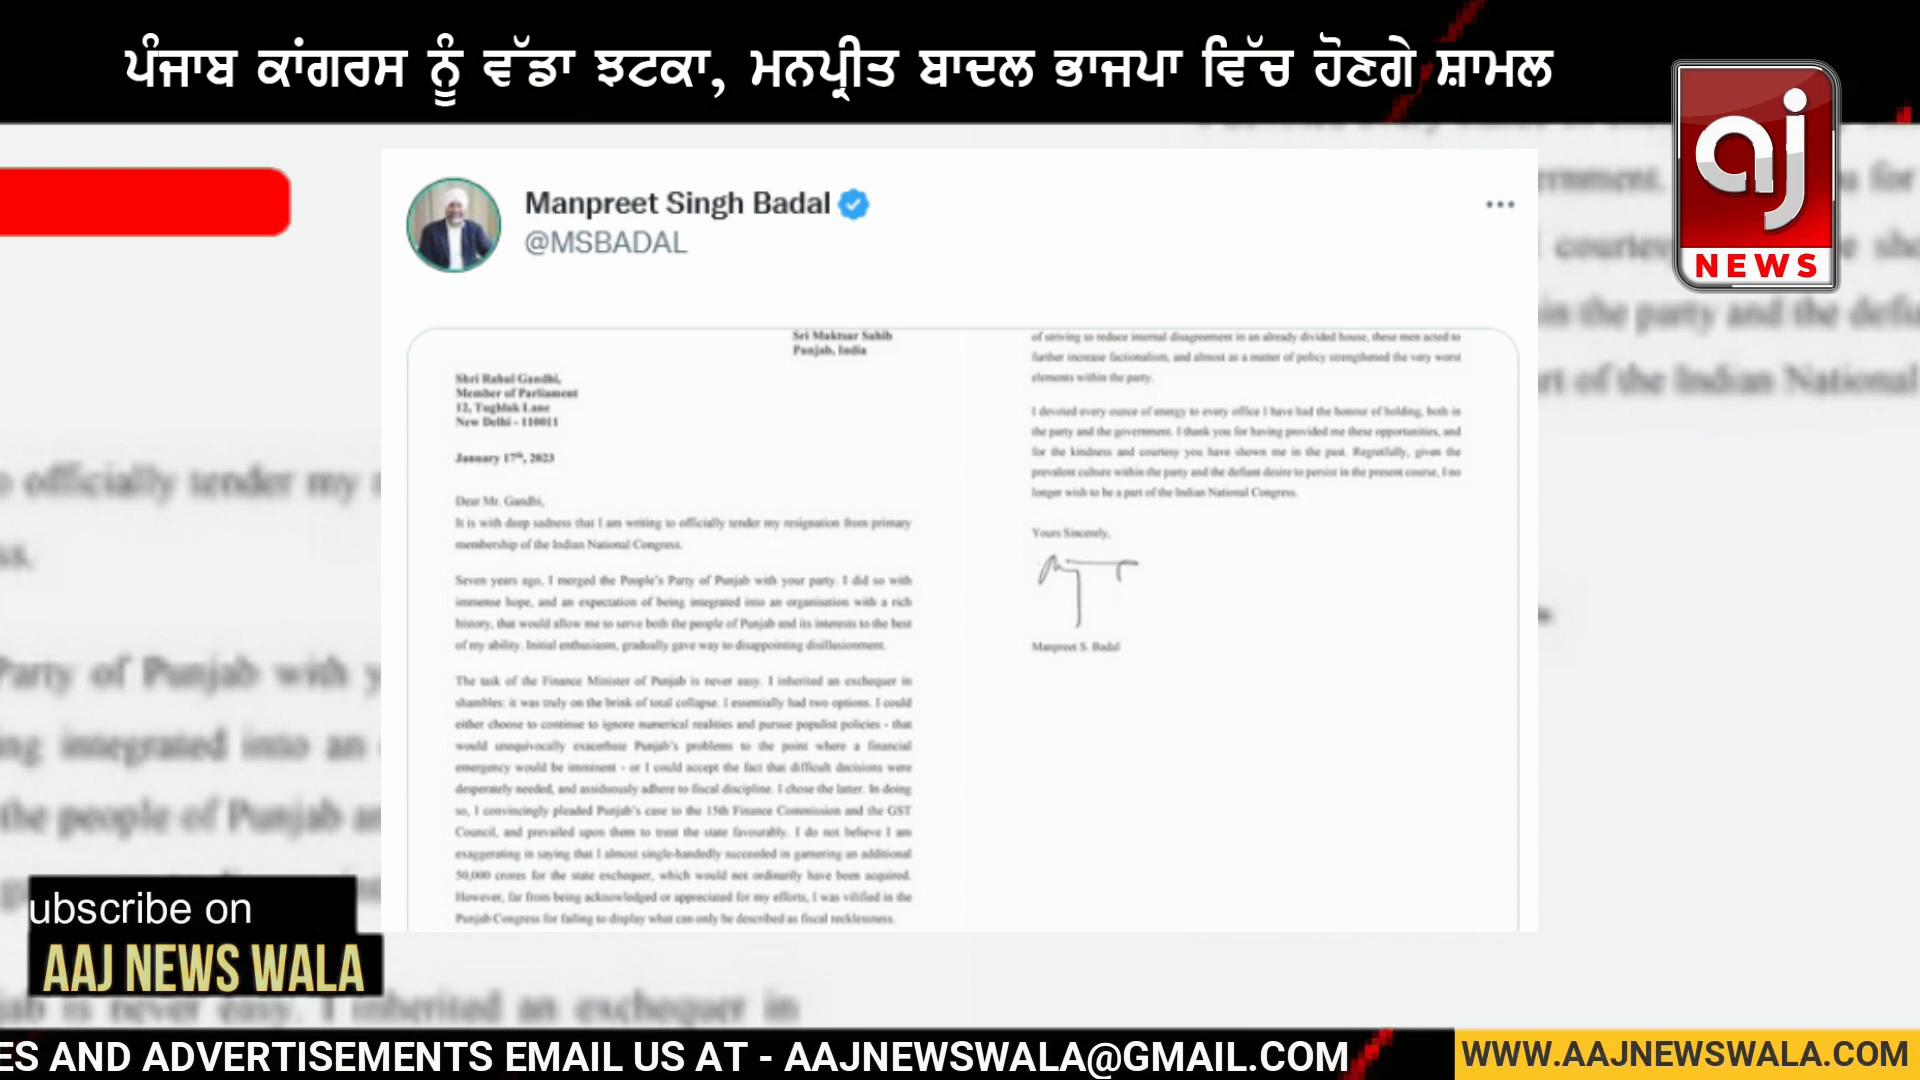 ਪੰਜਾਬ ਕਾਂਗਰਸ ਨੂੰ ਵੱਡਾ ਝਟਕਾ, ਮਨਪ੍ਰੀਤ ਬਾਦਲ ਭਾਜਪਾ ਵਿੱਚ ਹੋਣਗੇ ਸ਼ਾਮਲ
aj
NEWS
Manpreet Singh Badal
@MSBADAL
Sri Muktsar Sahib
Punjab, India
Shri Rahul Gandhi,
Member of Parliament
12, Tughlak Lane
New Delhi - 110011
January 17th, 2023
Dear Mr. Gandhi,
It is with deep sadness that I am writing to officially tender my resignation from primary
membership of the Indian National Congress.
Seven years ago, I merged the People's Party of Punjab with your party. I did so with
immense hope, and an expectation of being integrated into an organisation with a rich
history, that would allow me to serve both the people of Punjab and its interests to the best
of my ability. Initial enthusiasm, gradually gave way to disappointing disillusionment.
The task of the Finance Minister of Punjab is never easy. I inherited an exchequer in
shambles: it was truly on the brink of total collapse. I essentially had two options. I could
either choose to continue to ignore numerical realities and pursue populist policies - that
would unequivocally exacerbate Punjab's problems to the point where a financial
emergency would be imminent - or I could accept the fact that difficult decisions were
desperately needed, and assiduously adhere to fiscal discipline. I chose the latter. In doing
so, I convincingly pleaded Punjab's case to the 15th Finance Commission and the GST
Council, and prevailed upon them to treat the state favourably. I do not believe I am
exaggerating in saying that I almost single-handedly succeeded in garnering an additional
50,000 crores for the state exchequer, which would not ordinarily have been acquired.
However, far from being acknowledged or appreciated for my efforts, I was vilified in the
Punjab Congress for failing to display what can only be described as fiscal recklessness.
of striving to reduce internal disagreement in an already divided house, these men acted to
further increase factionalism, and almost as a matter of policy strengthened the very worst
elements within the party.
I devoted every ounce of energy to every office I have had the honour of holding, both in
the party and the government. I thank you for having provided me these opportunities, and
for the kindness and courtesy you have shown me in the past. Regretfully, given the
prevalent culture within the party and the defiant desire to persist in the present course, I no
longer wish to be a part of the Indian National Congress.
Yours Sincerely,
Manpreet S. Badal
ubscribe on
AAJ NEWS WALA
ES AND ADVERTISEMENTS EMAIL US AT - AAJNEWSWALA@GMAIL.COM
WWW.AAJNEWSWALA.COM